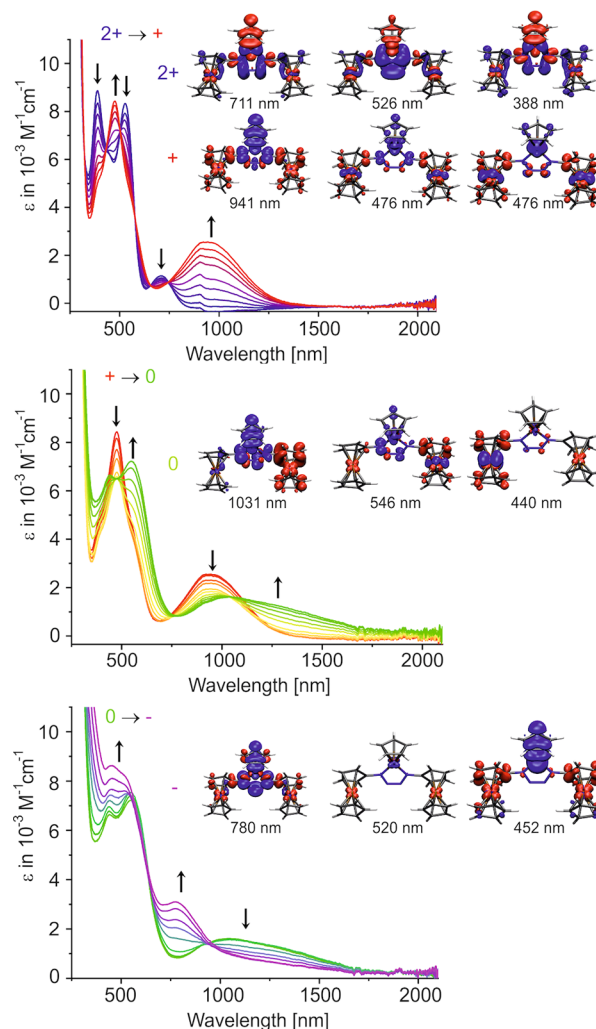 2+ → +
2+
711 nm
526 nm
388 nm
+
941 nm
476 nm
476 nm
ε in 10⁻³ M⁻¹cm⁻¹
10
8
6
4
2
0
500
1000
1500
2000
Wavelength [nm]
+ → 0
0
1031 nm
546 nm
440 nm
ε in 10⁻³ M⁻¹cm⁻¹
10
8
6
4
2
0
500
1000
1500
2000
Wavelength [nm]
0 → -
-
780 nm
520 nm
452 nm
ε in 10⁻³ M⁻¹cm⁻¹
10
8
6
4
2
0
500
1000
1500
2000
Wavelength [nm]